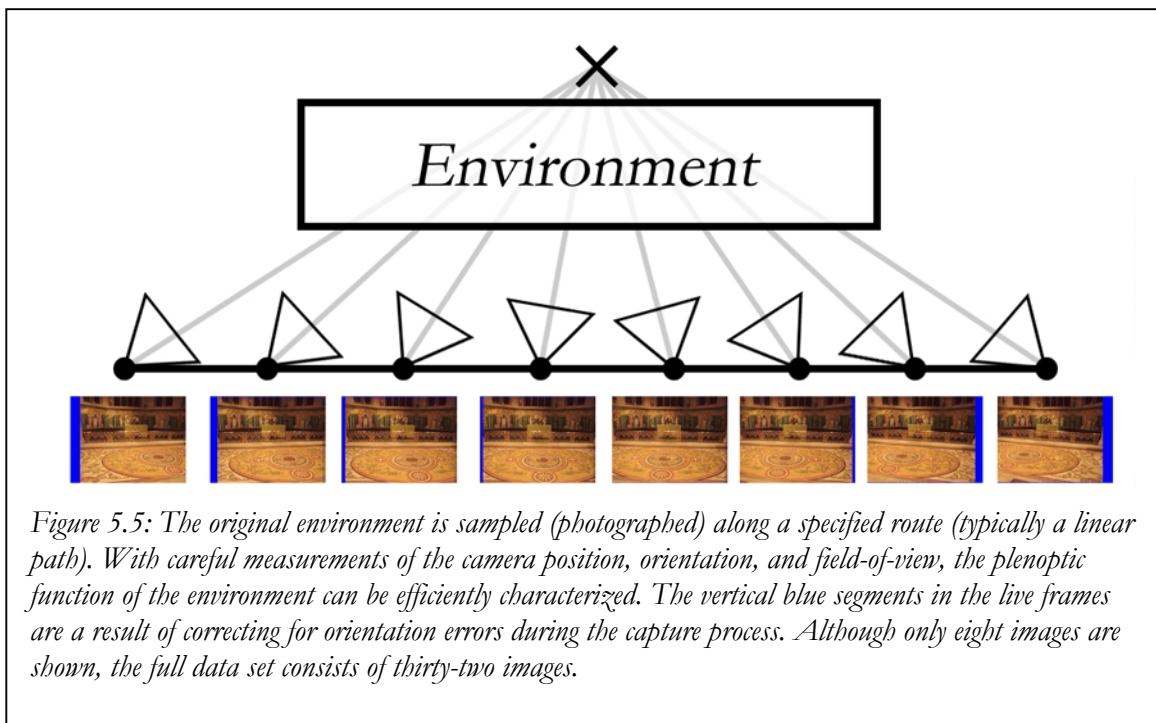 Environment
Figure 5.5: The original environment is sampled (photographed) along a specified route (typically a linear
path). With careful measurements of the camera position, orientation, and field-of-view, the plenoptic
function of the environment can be efficiently characterized. The vertical blue segments in the live frames
are a result of correcting for orientation errors during the capture process. Although only eight images are
shown, the full data set consists of thirty-two images.